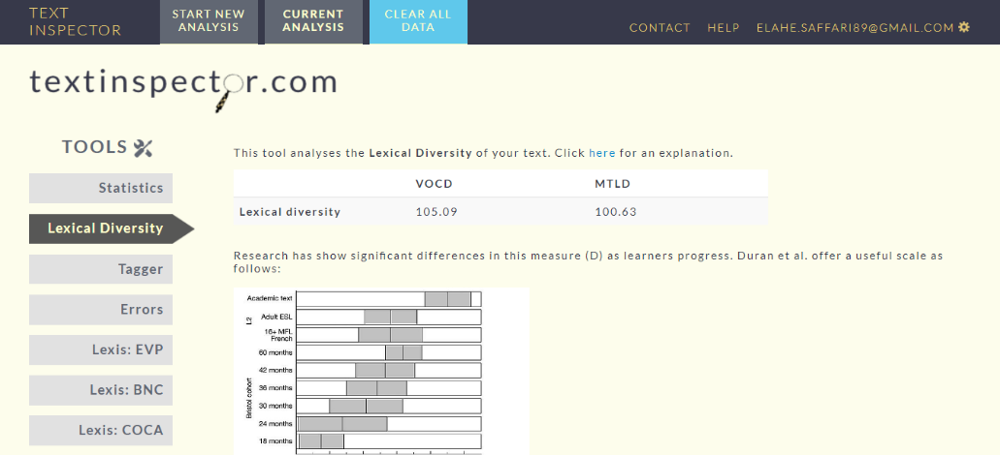 TEXT INSPECTOR
START NEW ANALYSIS
CURRENT ANALYSIS
CLEAR ALL DATA
CONTACT HELP ELAHE.SAFFARI89@GMAIL.COM
textinspector.com
TOOLS
Statistics
Lexical Diversity
Tagger
Errors
Lexis: EVP
Lexis: BNC
Lexis: COCA
This tool analyses the Lexical Diversity of your text. Click here for an explanation.
VOCD MTLD
Lexical diversity 105.09 100.63
Research has show significant differences in this measure (D) as learners progress. Duran et al. offer a useful scale as
follows:
Academic text
L2
Adult ESL
16+ MFL
French
Bristol cohort
60 months
42 months
36 months
30 months
24 months
18 months